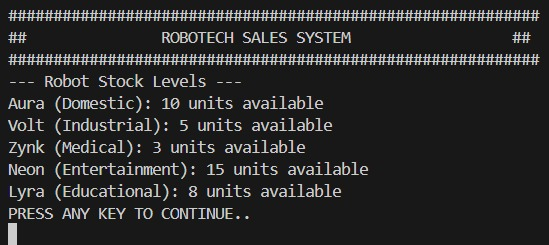 ###########################################################
##               ROBOTECH SALES SYSTEM                  ##
###########################################################
--- Robot Stock Levels ---
Aura (Domestic): 10 units available
Volt (Industrial): 5 units available
Zynk (Medical): 3 units available
Neon (Entertainment): 15 units available
Lyra (Educational): 8 units available
PRESS ANY KEY TO CONTINUE..